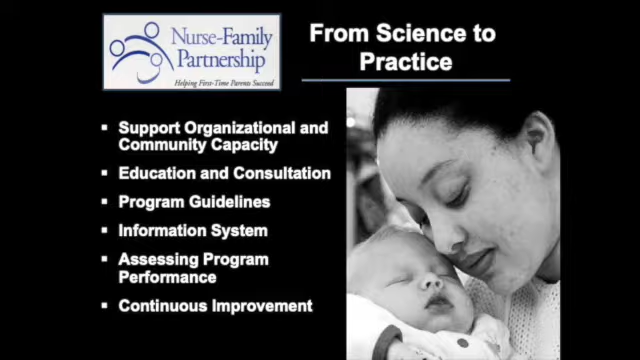 Nurse-Family
Partnership
Helping First-Time Parents Succeed
From Science to
Practice
▪ Support Organizational and
Community Capacity
▪ Education and Consultation
▪ Program Guidelines
▪ Information System
▪ Assessing Program
Performance
▪ Continuous Improvement